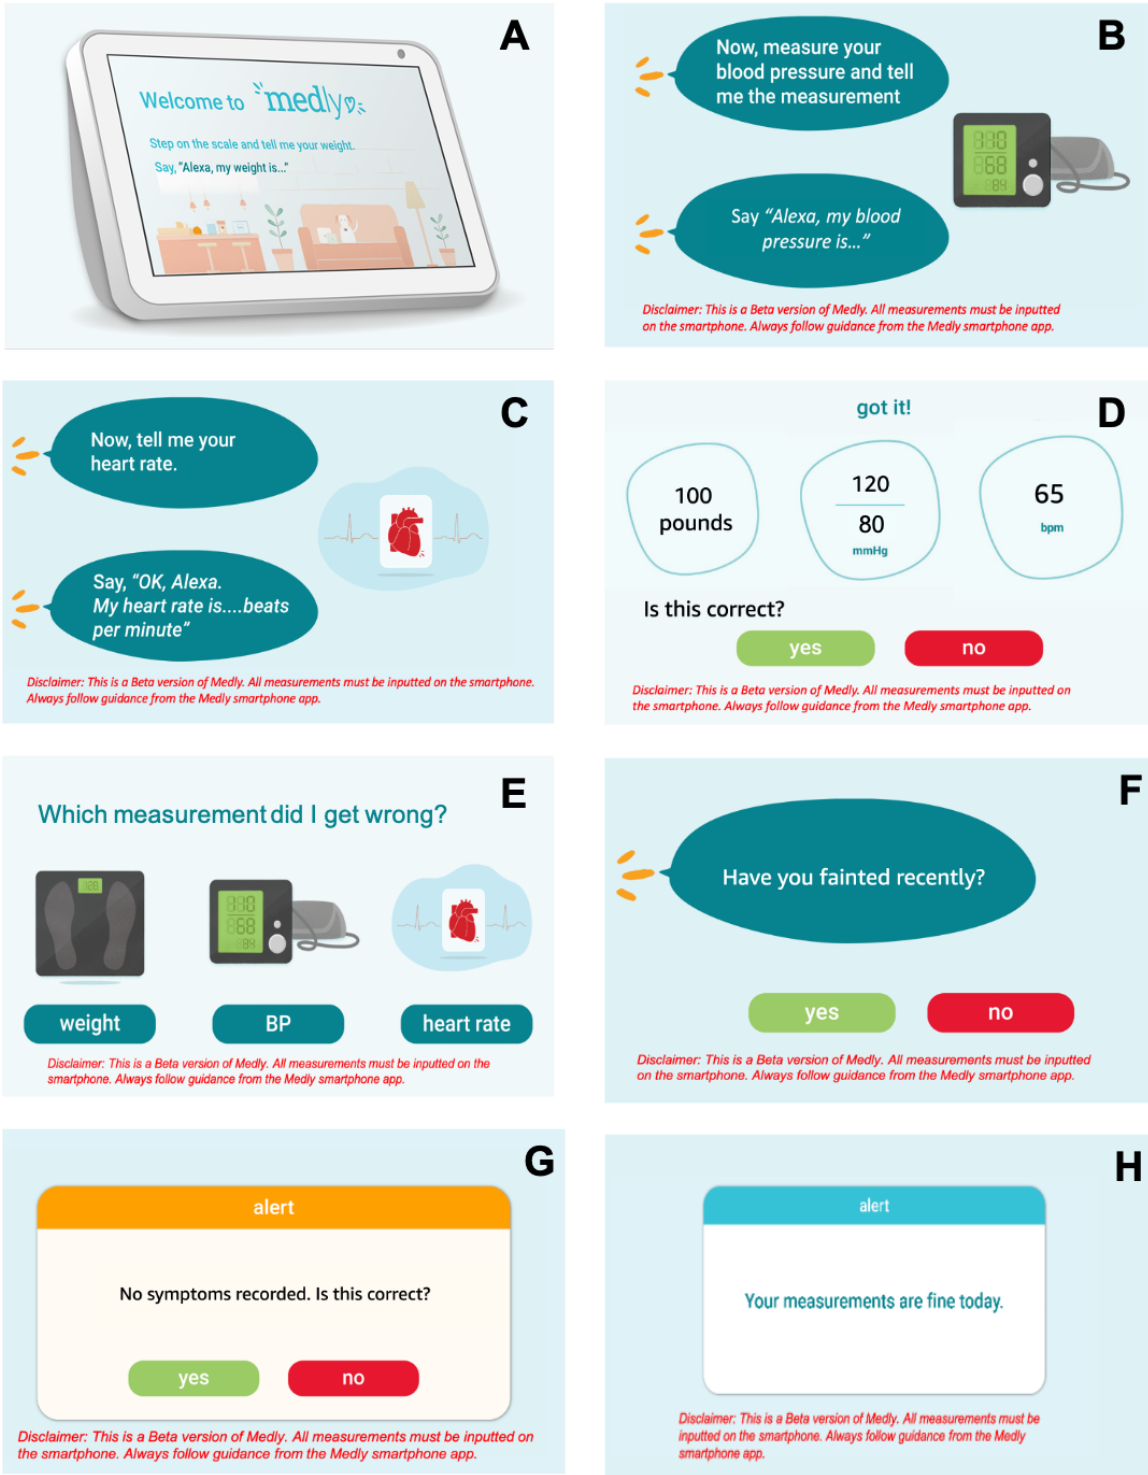 A
Welcome to medly
Step on the scale and tell me your weight.
Say, "Alexa, my weight is..."
B
Now, measure your
blood pressure and tell
me the measurement
110
68
84
Say "Alexa, my blood
pressure is..."
Disclaimer: This is a Beta version of Medly. All measurements must be inputted
on the smartphone. Always follow guidance from the Medly smartphone app.
C
Now, tell me your
heart rate.
Say, "OK, Alexa.
My heart rate is....beats
per minute"
Disclaimer: This is a Beta version of Medly. All measurements must be inputted on the smartphone.
Always follow guidance from the Medly smartphone app.
D
got it!
100
pounds
120
80
mmHg
65
bpm
Is this correct?
yes
no
Disclaimer: This is a Beta version of Medly. All measurements must be inputted on
the smartphone. Always follow guidance from the Medly smartphone app.
E
Which measurement did I get wrong?
126
110
68
84
weight
BP
heart rate
Disclaimer: This is a Beta version of Medly. All measurements must be inputted on the
smartphone. Always follow guidance from the Medly smartphone app.
F
Have you fainted recently?
yes
no
Disclaimer: This is a Beta version of Medly. All measurements must be inputted
on the smartphone. Always follow guidance from the Medly smartphone app.
G
alert
No symptoms recorded. Is this correct?
yes
no
Disclaimer: This is a Beta version of Medly. All measurements must be inputted on
the smartphone. Always follow guidance from the Medly smartphone app.
H
alert
Your measurements are fine today.
Disclaimer: This is a Beta version of Medly. All measurements must be
inputted on the smartphone. Always follow guidance from the Medly
smartphone app.